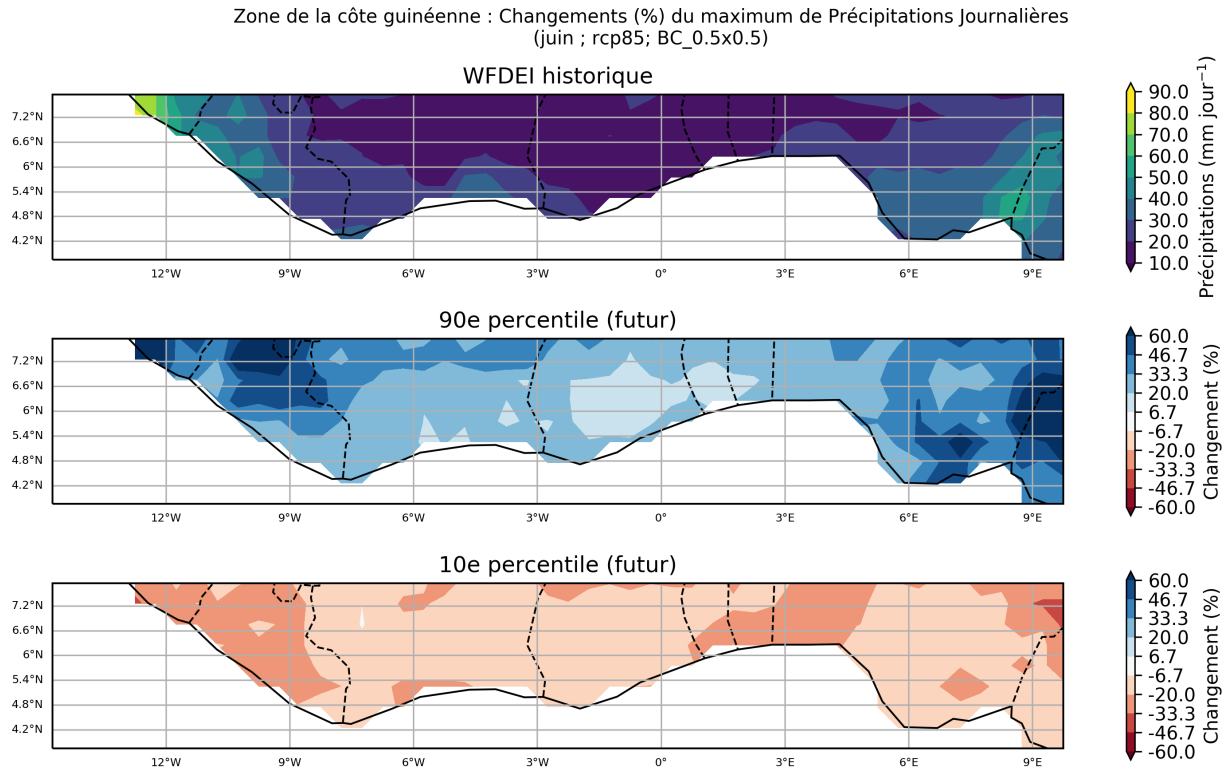 Zone de la côte guinéenne : Changements (%) du maximum de Précipitations Journalières
(juin ; rcp85; BC_0.5x0.5)
WFDEI historique
7.2°N
6.6°N
6°N
5.4°N
4.8°N
4.2°N
12°W 9°W 6°W 3°W 0° 3°E 6°E 9°E
90.0
80.0
70.0
60.0
50.0
40.0
30.0
20.0
10.0
Précipitations (mm jour⁻¹)
90e percentile (futur)
7.2°N
6.6°N
6°N
5.4°N
4.8°N
4.2°N
12°W 9°W 6°W 3°W 0° 3°E 6°E 9°E
60.0
46.7
33.3
20.0
6.7
-6.7
-20.0
-33.3
-46.7
-60.0
Changement (%)
10e percentile (futur)
7.2°N
6.6°N
6°N
5.4°N
4.8°N
4.2°N
12°W 9°W 6°W 3°W 0° 3°E 6°E 9°E
60.0
46.7
33.3
20.0
6.7
-6.7
-20.0
-33.3
-46.7
-60.0
Changement (%)